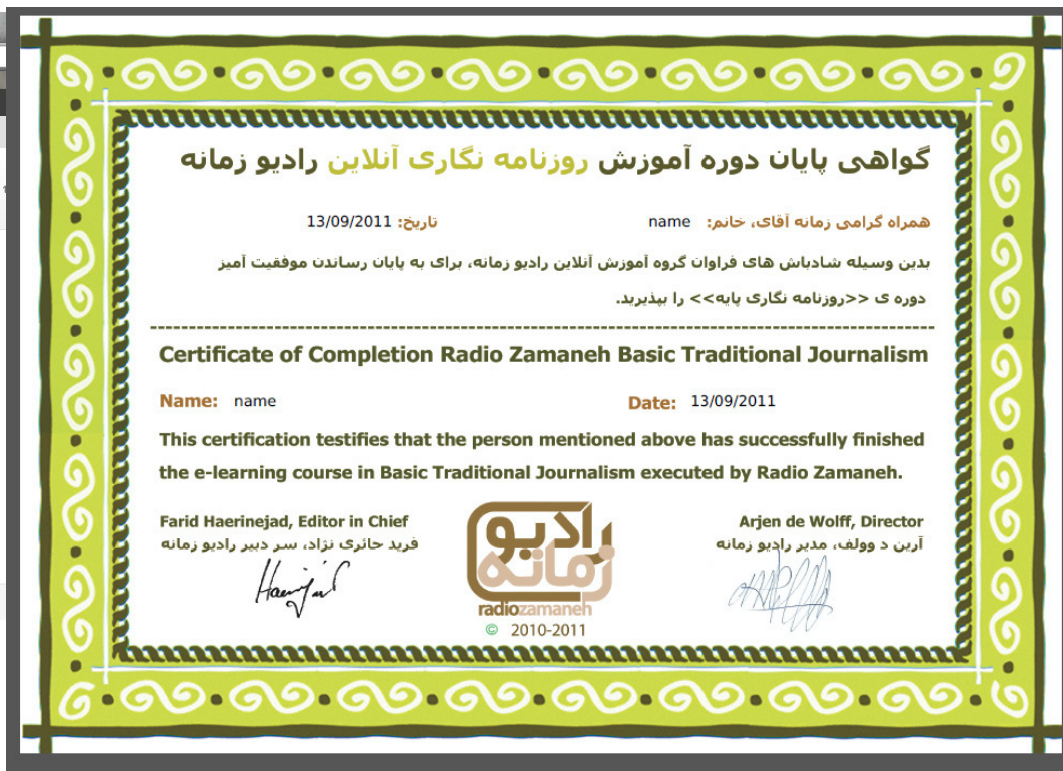 گواهی پایان دوره آموزش روزنامه نگاری آنلاین رادیو زمانه
همراه گرامی زمانه آقای، خانم: name تاریخ: 13/09/2011
بدین وسیله شادباش های فراوان گروه آموزش آنلاین رادیو زمانه، برای به پایان رساندن موفقیت آمیز
دوره ی <<روزنامه نگاری پایه>> را بپذیرید.
Certificate of Completion Radio Zamaneh Basic Traditional Journalism
Name: name Date: 13/09/2011
This certification testifies that the person mentioned above has successfully finished
the e-learning course in Basic Traditional Journalism executed by Radio Zamaneh.
Farid Haerinejad, Editor in Chief
فرید حائری نژاد، سر دبیر رادیو زمانه
Arjen de Wolff, Director
آرین د وولف، مدیر رادیو زمانه
رادیو
زمانه
radiozamaneh
© 2010-2011